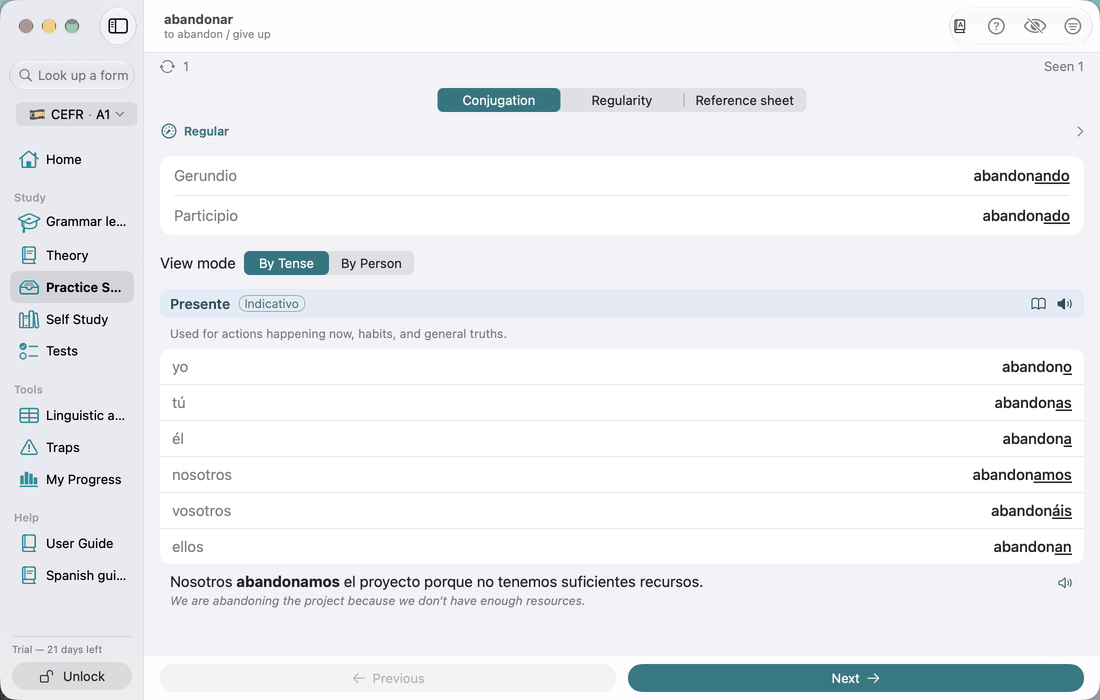 abandonar
to abandon / give up
Look up a form
CEFR · A1
Home
Study
Grammar le...
Theory
Practice S...
Self Study
Tests
Tools
Linguistic a...
Traps
My Progress
Help
User Guide
Spanish gui...
Trial — 21 days left
Unlock
1
Seen 1
Conjugation
Regularity
Reference sheet
Regular
Gerundio abandonando
Participio abandonado
View mode By Tense By Person
Presente Indicativo
Used for actions happening now, habits, and general truths.
yo abandono
tú abandonas
él abandona
nosotros abandonamos
vosotros abandonáis
ellos abandonan
Nosotros abandonamos el proyecto porque no tenemos suficientes recursos.
We are abandoning the project because we don't have enough resources.
← Previous
Next →